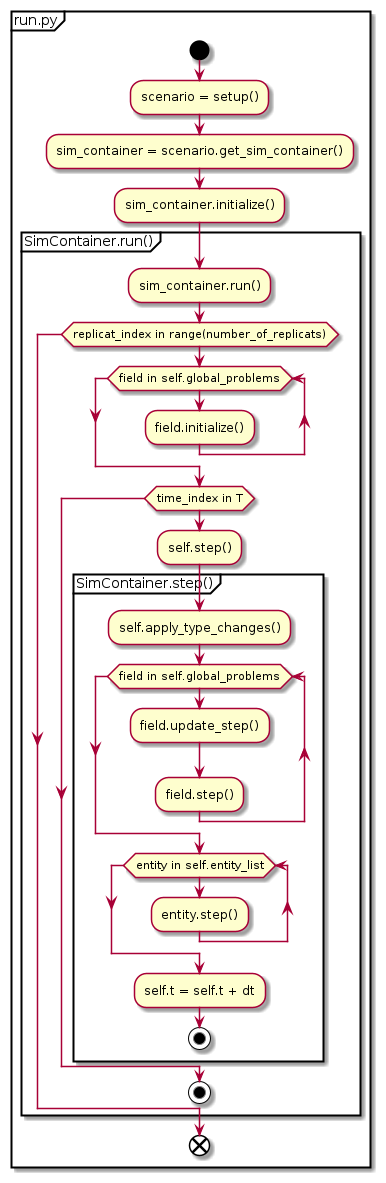 run.py
scenario = setup()
sim_container = scenario.get_sim_container()
sim_container.initialize()
SimContainer.run()
sim_container.run()
replicat_index in range(number_of_replicats)
field in self.global_problems
field.initialize()
time_index in T
self.step()
SimContainer.step()
self.apply_type_changes()
field in self.global_problems
field.update_step()
field.step()
entity in self.entity_list
entity.step()
self.t = self.t + dt